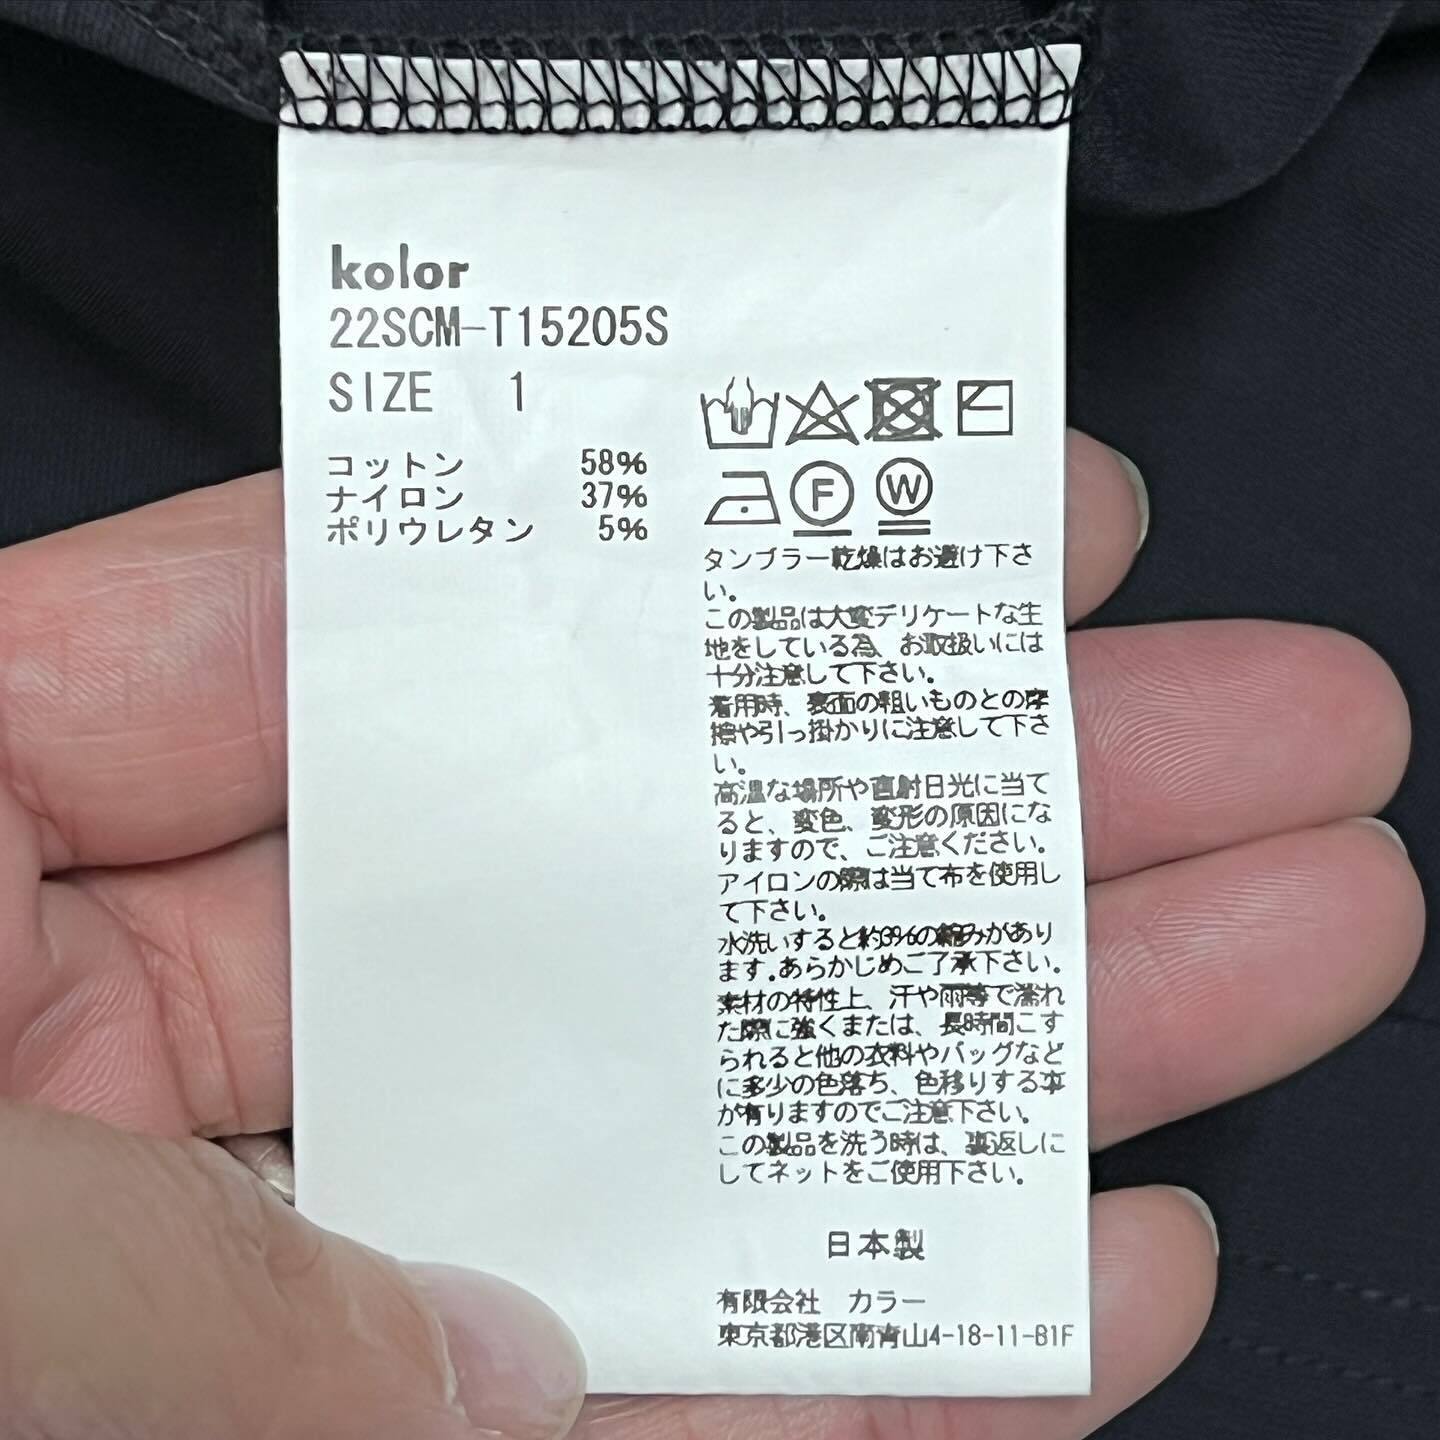 kolor
22SCM-T15205S
SIZE 1
コットン 58%
ナイロン 37%
ポリウレタン 5%
F W
タンブラー乾燥はお避け下さ
い。
この製品は大変デリケートな生
地をしている為、お取扱いには
十分注意して下さい。
着用時、表面の粗いものとの摩
擦や引っ掛かりに注意して下さ
い。
高温な場所や直射日光に当て
ると、変色、変形の原因にな
りますので、ご注意ください。
アイロンの際は当て布を使用し
て下さい。
水洗いすると約3%の縮みがあり
ます。あらかじめご了承下さい。
素材の特性上、汗や雨等で濡れ
た際に強くまたは、長時間こす
られると他の衣料やバッグなど
に多少の色落ち、色移りする事
が有りますのでご注意下さい。
この製品を洗う時は、裏返しに
してネットをご使用下さい。
日本製
有限会社 カラー
東京都港区南青山4-18-11-B1F